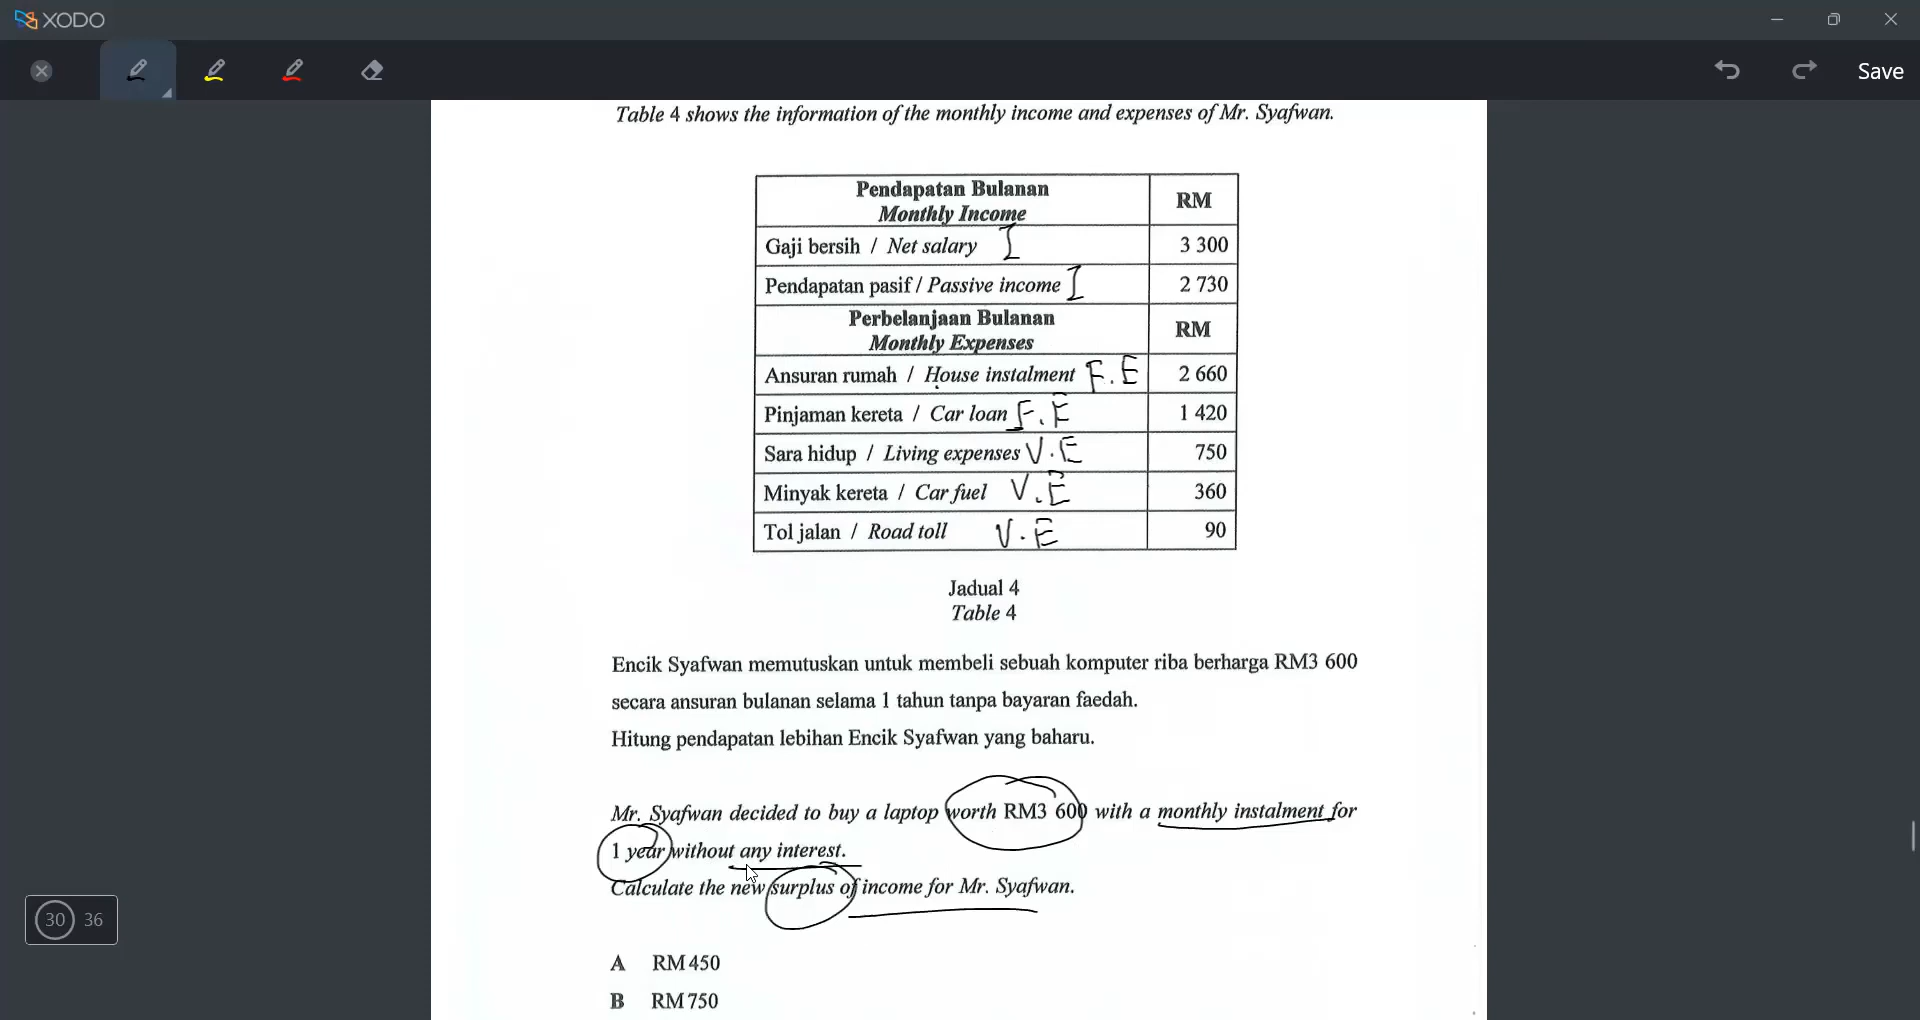 XODO
Save
Table 4 shows the information of the monthly income and expenses of Mr. Syafwan.
Pendapatan Bulanan
Monthly Income
RM
Gaji bersih / Net salary I 3 300
Pendapatan pasif / Passive income I 2 730
Perbelanjaan Bulanan
Monthly Expenses
RM
Ansuran rumah / House instalment F.E 2 660
Pinjaman kereta / Car loan F.E 1 420
Sara hidup / Living expenses V.E 750
Minyak kereta / Car fuel V.E 360
Tol jalan / Road toll V.E 90
Jadual 4
Table 4
Encik Syafwan memutuskan untuk membeli sebuah komputer riba berharga RM3 600
secara ansuran bulanan selama 1 tahun tanpa bayaran faedah.
Hitung pendapatan lebihan Encik Syafwan yang baharu.
Mr. Syafwan decided to buy a laptop worth RM3 600 with a monthly instalment for
1 year without any interest.
Calculate the new surplus of income for Mr. Syafwan.
30 36
A RM450
B RM750